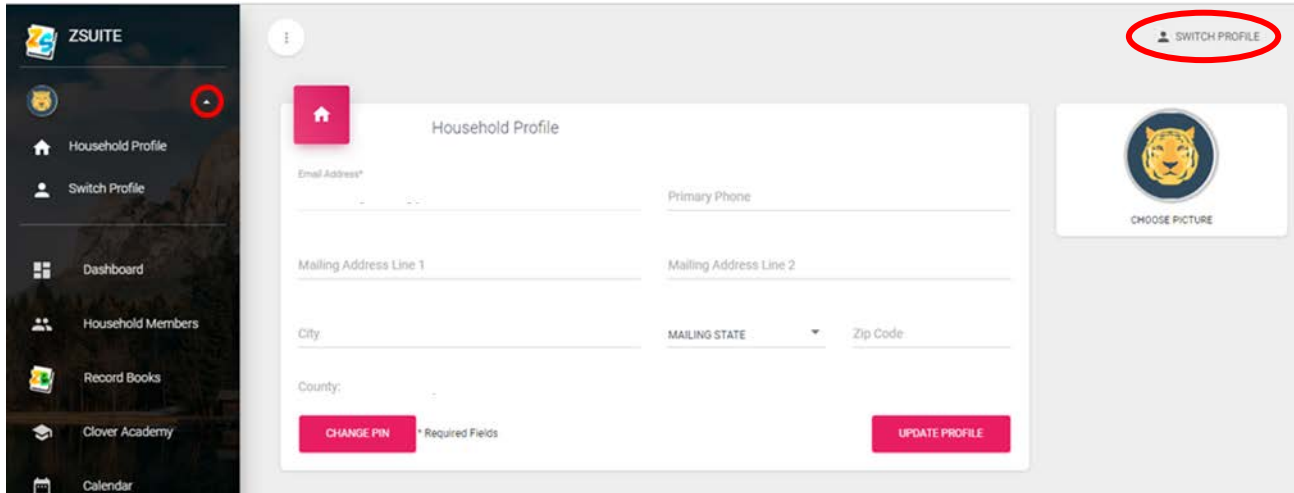 ZSUITE
Household Profile
Switch Profile
Dashboard
Household Members
Record Books
Clover Academy
Calendar
SWITCH PROFILE
Household Profile
Email Address*
Primary Phone
Mailing Address Line 1
Mailing Address Line 2
City
MAILING STATE
Zip Code
County:
CHANGE PIN
* Required Fields
UPDATE PROFILE
CHOOSE PICTURE